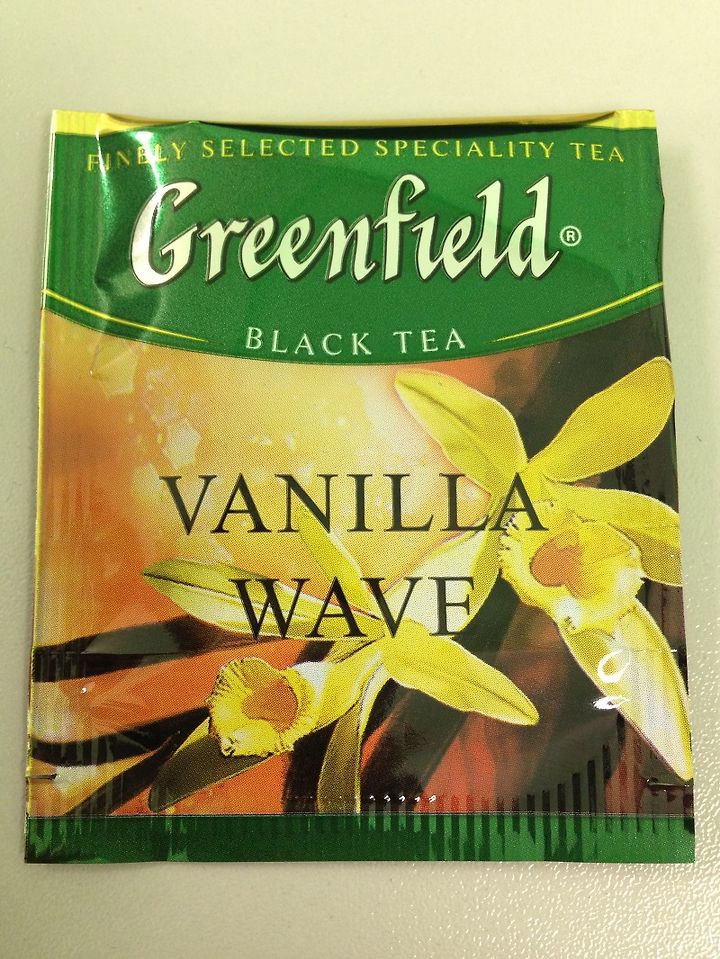 FINELY SELECTED SPECIALITY TEA
Greenfield®
BLACK TEA
VANILLA
WAVE